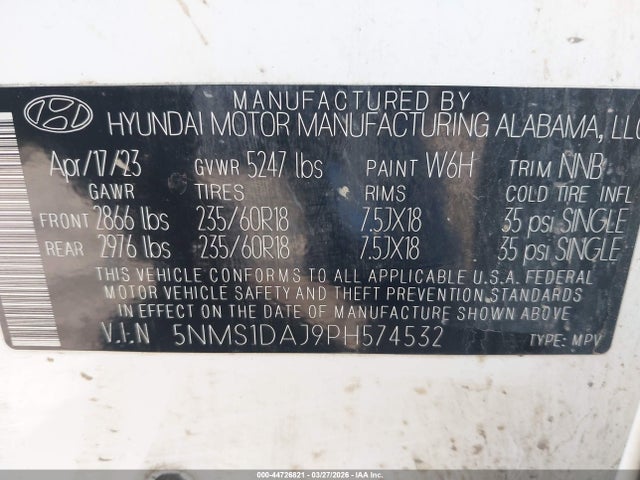 MANUFACTURED BY
HYUNDAI MOTOR MANUFACTURING ALABAMA, LLC
Apr/17/23 GVWR 5247 lbs PAINT W6H TRIM NNB
GAWR TIRES RIMS COLD TIRE INFL
FRONT 2866 lbs 235/60R18 7.5JX18 35 psi SINGLE
REAR 2976 lbs 235/60R18 7.5JX18 35 psi SINGLE
THIS VEHICLE CONFORMS TO ALL APPLICABLE U.S.A. FEDERAL
MOTOR VEHICLE SAFETY AND THEFT PREVENTION STANDARDS
IN EFFECT ON THE DATE OF MANUFACTURE SHOWN ABOVE.
V.I.N 5NMS1DAJ9PH574532 TYPE: MPV
000-44726821 - 03/27/2026 - IAAI.COM